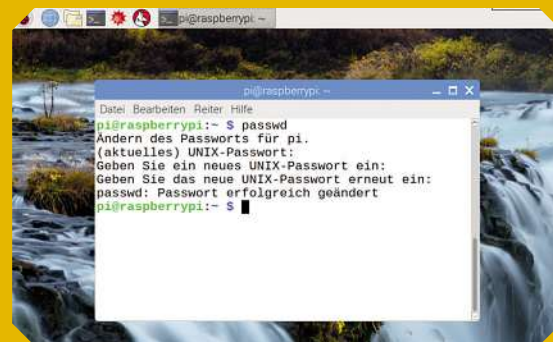 pi@raspberrypi: ~
pi@raspberrypi: ~
Datei Bearbeiten Reiter Hilfe
pi@raspberrypi:~ $ passwd
Ändern des Passworts für pi.
(aktuelles) UNIX-Passwort:
Geben Sie ein neues UNIX-Passwort ein:
Geben Sie das neue UNIX-Passwort erneut ein:
passwd: Passwort erfolgreich geändert
pi@raspberrypi:~ $